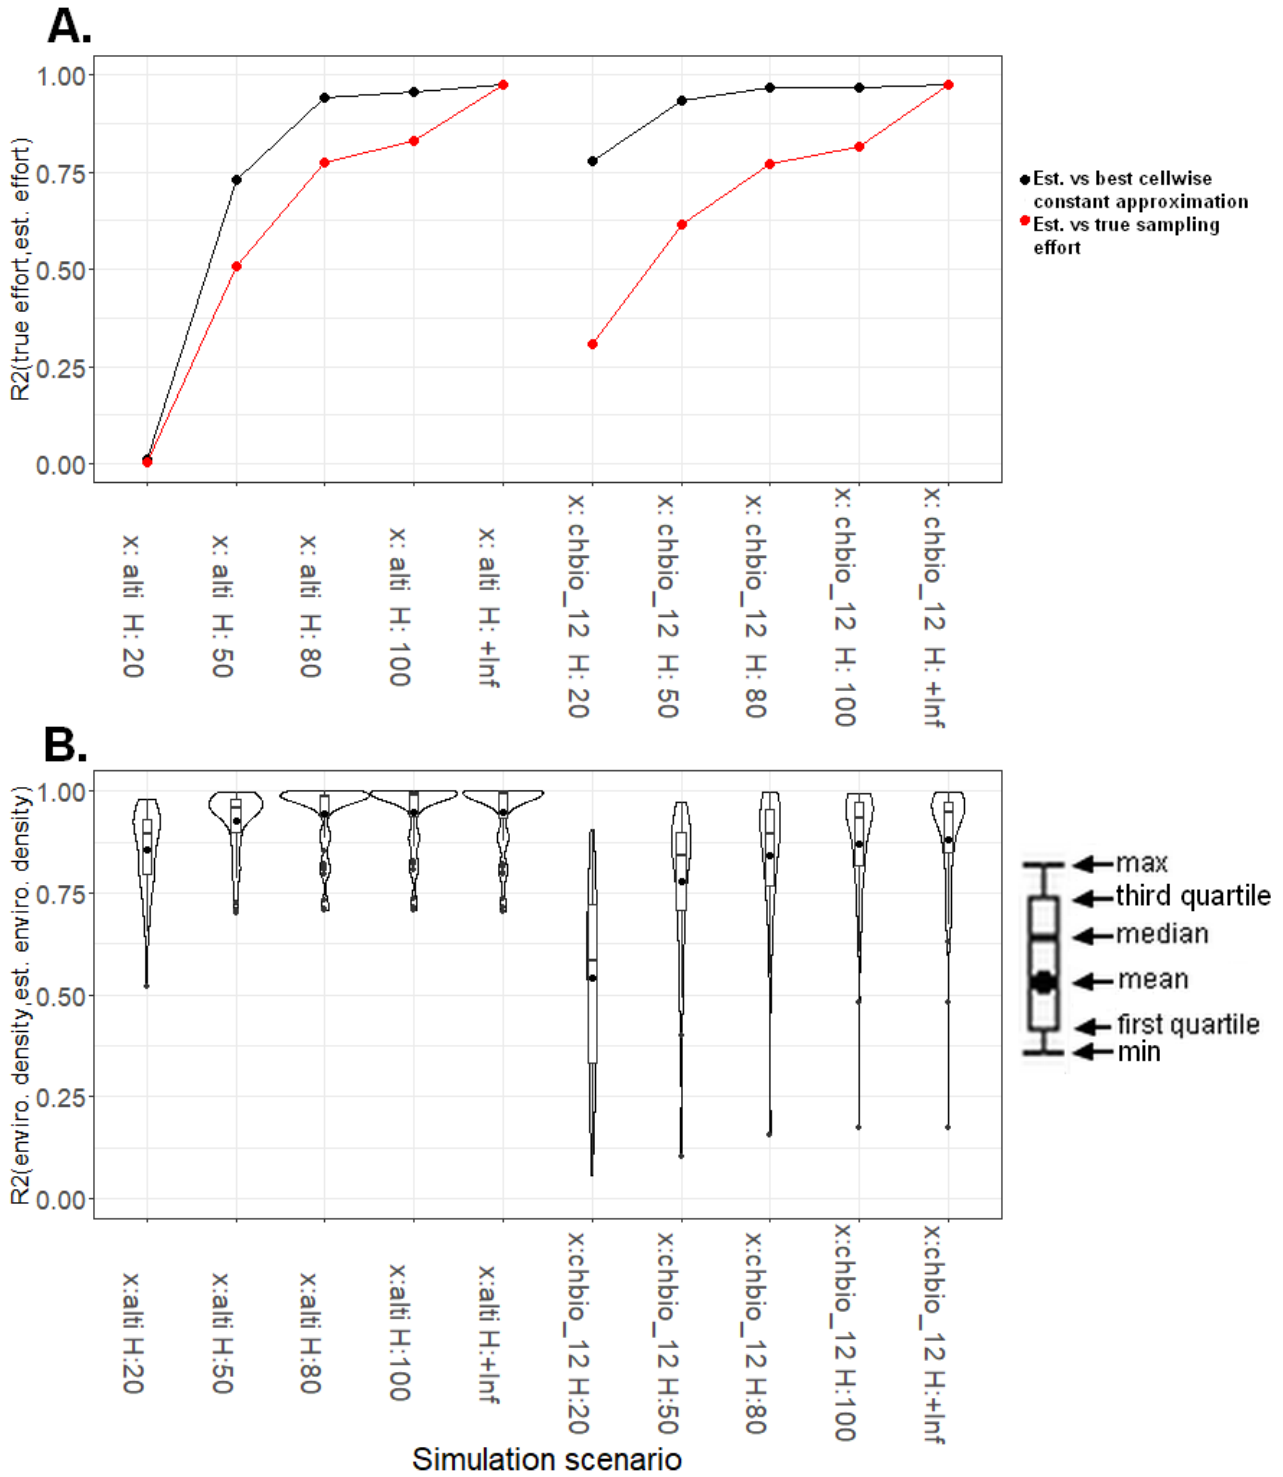 A.
R2(true effort,est. effort)
1.00
0.75
0.50
0.25
0.00
Est. vs best cellwise
constant approximation
Est. vs true sampling
effort
x: alti H: 20
x: alti H: 50
x: alti H: 80
x: alti H: 100
x: alti H: +Inf
x: chbio_12 H: 20
x: chbio_12 H: 50
x: chbio_12 H: 80
x: chbio_12 H: 100
x: chbio_12 H: +Inf
B.
R2(enviro. density,est. enviro. density)
1.00
0.75
0.50
0.25
0.00
max
third quartile
median
mean
first quartile
min
x:alti H:20
x:alti H:50
x:alti H:80
x:alti H:100
x:alti H:+Inf
x:chbio_12 H:20
x:chbio_12 H:50
x:chbio_12 H:80
x:chbio_12 H:100
x:chbio_12 H:+Inf
Simulation scenario